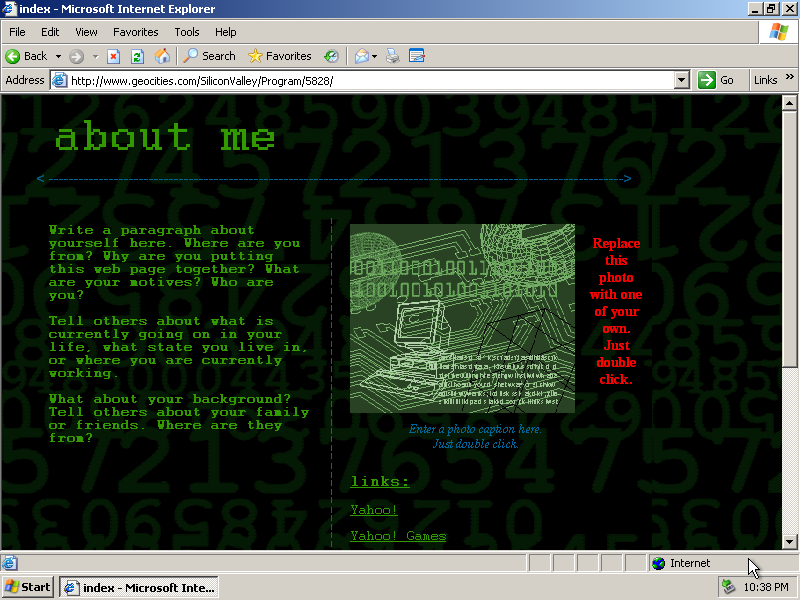 index - Microsoft Internet Explorer
File Edit View Favorites Tools Help
Back Search Favorites
Address http://www.geocities.com/SiliconValley/Program/5828/ Go Links »
about me
< >
Write a paragraph about
yourself here. Where are you
from? Why are you putting
this web page together? What
are your motives? Who are
you?
Tell others about what is
currently going on in your
life, what state you live in,
or where you are currently
working.
What about your background?
Tell others about your family
or friends. Where are they
from?
Replace
this
photo
with one
of your
own.
Just
double
click.
Enter a photo caption here.
Just double click.
links:
Yahoo!
Yahoo! Games
Internet
Start index - Microsoft Inte... 10:38 PM